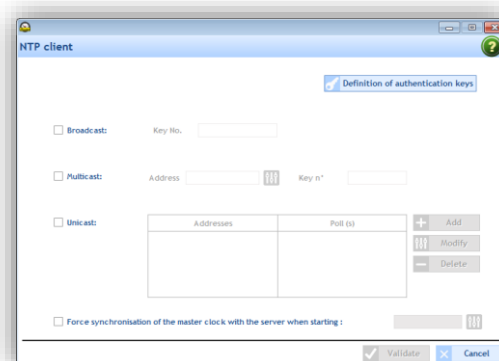 NTP client
Definition of authentication keys
Broadcast: Key No.
Multicast: Address Key n°
Unicast: Addresses Poll (s) Add
Modify
Delete
Force synchronisation of the master clock with the server when starting :
Validate Cancel